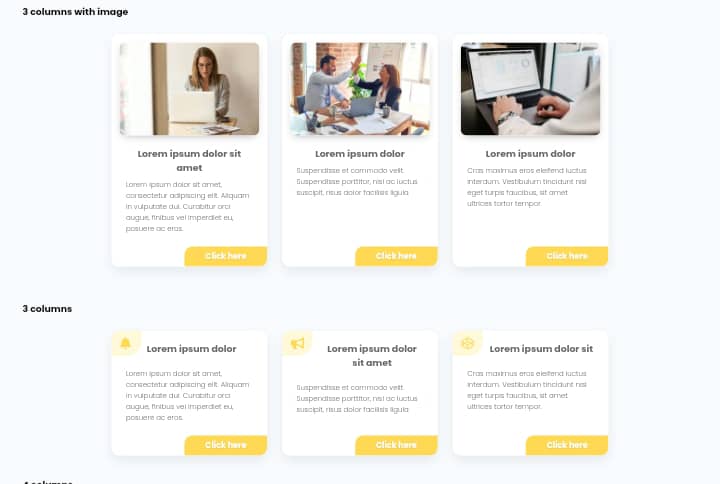 3 columns with image
Lorem ipsum dolor sit
amet
Lorem ipsum dolor sit amet,
consectetur adipiscing elit. Aliquam
in vulputate dui. Curabitur orci
augue, finibus vel imperdiet eu,
posuere ac eros.
Click here
Lorem ipsum dolor
Suspendisse et commodo velit.
Suspendisse porttitor, nisl ac luctus
suscipit, risus dolor facilisis ligula
Click here
Lorem ipsum dolor
Cras maximus eros eleifend luctus
interdum. Vestibulum tincidunt nisl
eget turpis faucibus, sit amet
ultrices tortor tempor.
Click here
3 columns
Lorem ipsum dolor
Lorem ipsum dolor sit amet,
consectetur adipiscing elit. Aliquam
in vulputate dui. Curabitur orci
augue, finibus vel imperdiet eu,
posuere ac eros.
Click here
Lorem ipsum dolor
sit amet
Suspendisse et commodo velit.
Suspendisse porttitor, nisl ac luctus
suscipit, risus dolor facilisis ligula
Click here
Lorem ipsum dolor sit
Cras maximus eros eleifend luctus
interdum. Vestibulum tincidunt nisl
eget turpis faucibus, sit amet
ultrices tortor tempor.
Click here
4 columns